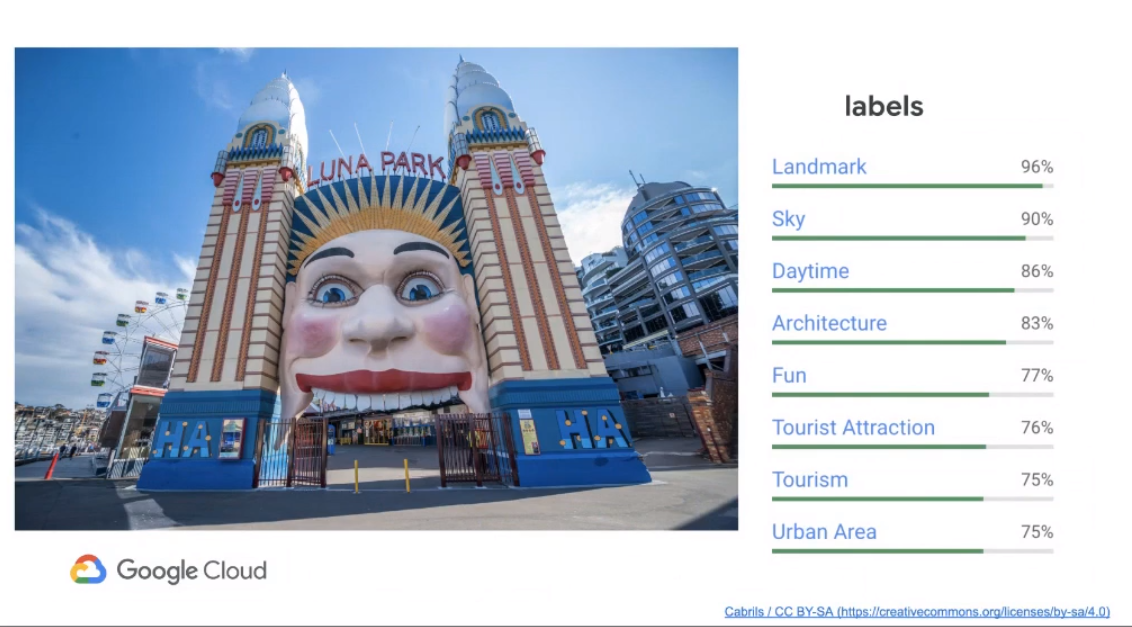 LUNA PARK
HA
HA
labels
Landmark 96%
Sky 90%
Daytime 86%
Architecture 83%
Fun 77%
Tourist Attraction 76%
Tourism 75%
Urban Area 75%
Google Cloud
Cabrils / CC BY-SA (https://creativecommons.org/licenses/by-sa/4.0)